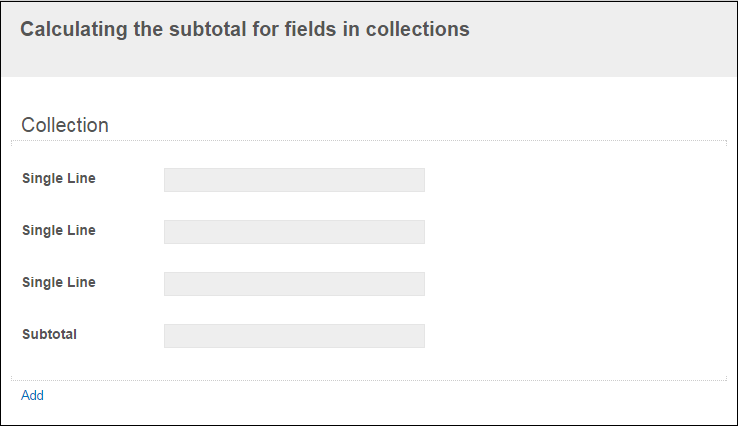 Calculating the subtotal for fields in collections
Collection
Single Line
Single Line
Single Line
Subtotal
Add